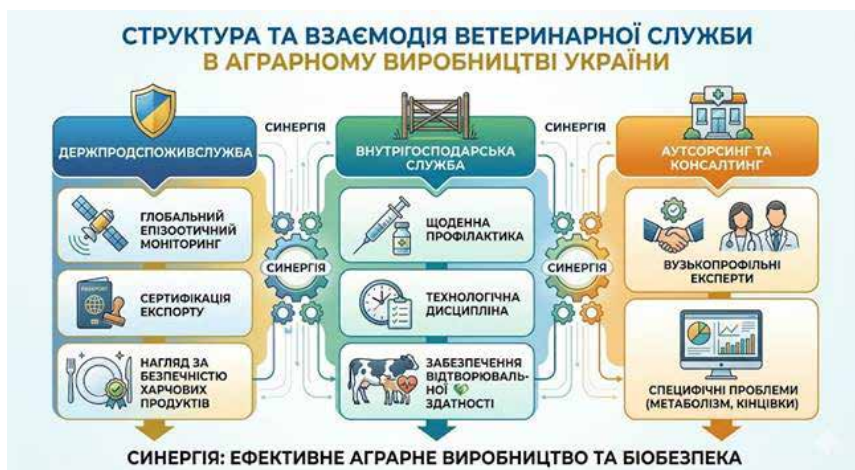 СТРУКТУРА ТА ВЗАЄМОДІЯ ВЕТЕРИНАРНОЇ СЛУЖБИ
В АГРАРНОМУ ВИРОБНИЦТВІ УКРАЇНИ
ДЕРЖПРОДСПОЖИВСЛУЖБА
ГЛОБАЛЬНИЙ
ЕПІЗООТИЧНИЙ
МОНІТОРИНГ
PASSPORT
СЕРТИФІКАЦІЯ
ЕКСПОРТУ
НАГЛЯД ЗА
БЕЗПЕЧНІСТЮ
ХАРЧОВИХ
ПРОДУКТІВ
СИНЕРГІЯ
СИНЕРГІЯ
ВНУТРІГОСПОДАРСЬКА
СЛУЖБА
ЩОДЕННА
ПРОФІЛАКТИКА
ТЕХНОЛОГІЧНА
ДИСЦИПЛІНА
ЗАБЕЗПЕЧЕННЯ
ВІДТВОРЮВАЛЬ-
НОЇ
ЗДАТНОСТІ
СИНЕРГІЯ
СИНЕРГІЯ
АУТСОРСИНГ ТА
КОНСАЛТИНГ
ВУЗЬКОПРОФІЛЬНІ
ЕКСПЕРТИ
СПЕЦИФІЧНІ ПРОБЛЕМИ
(МЕТАБОЛІЗМ, КІНЦІВКИ)
СИНЕРГІЯ: ЕФЕКТИВНЕ АГРАРНЕ ВИРОБНИЦТВО ТА БІОБЕЗПЕКА